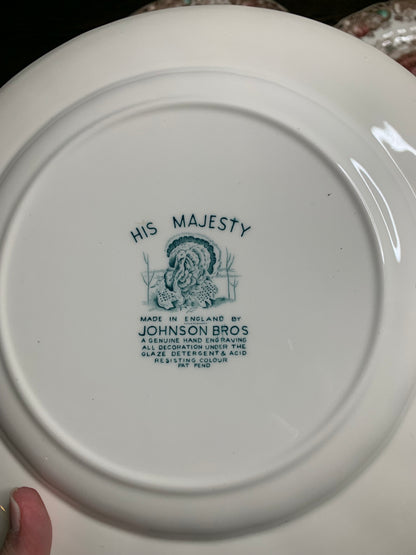 HIS MAJESTY
MADE IN ENGLAND BY
JOHNSON BROS
A GENUINE HAND ENGRAVING
ALL DECORATION UNDER THE
GLAZE DETERGENT & ACID
RESISTING COLOUR
PAT PEND